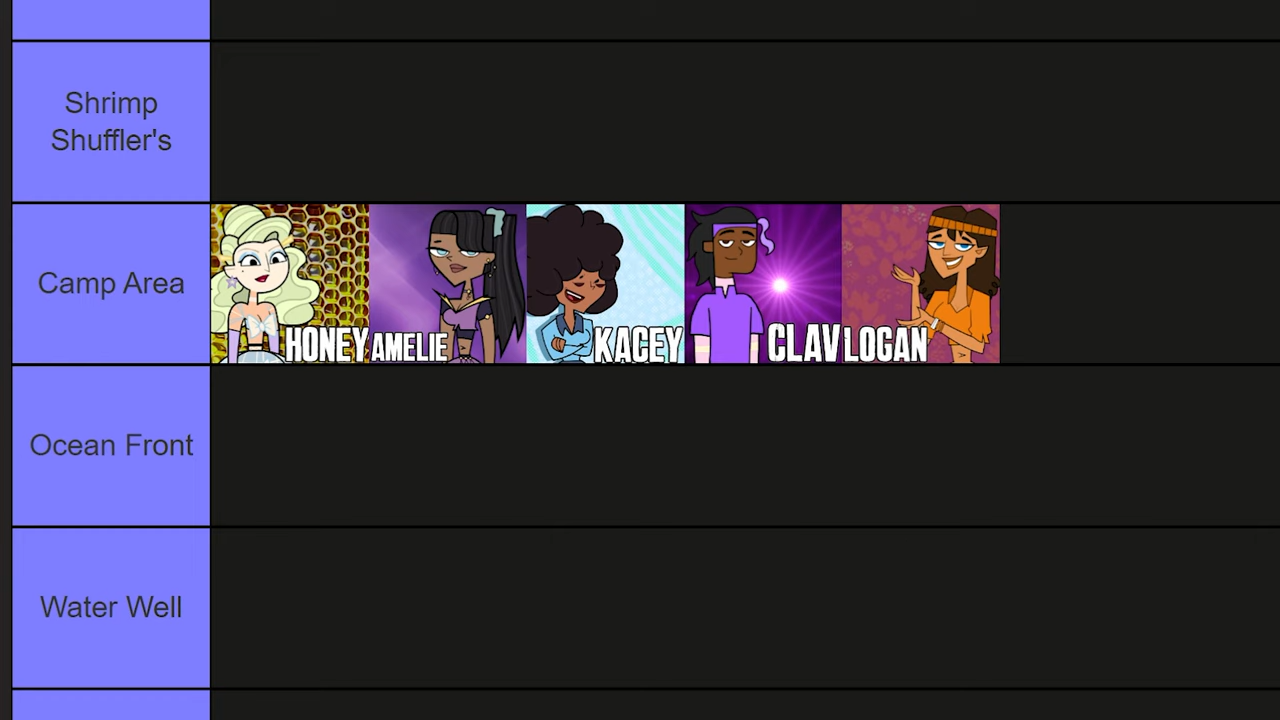 Shrimp
Shuffler's
Camp Area
HONEY AMELIE KACEY CLAV LOGAN
Ocean Front
Water Well